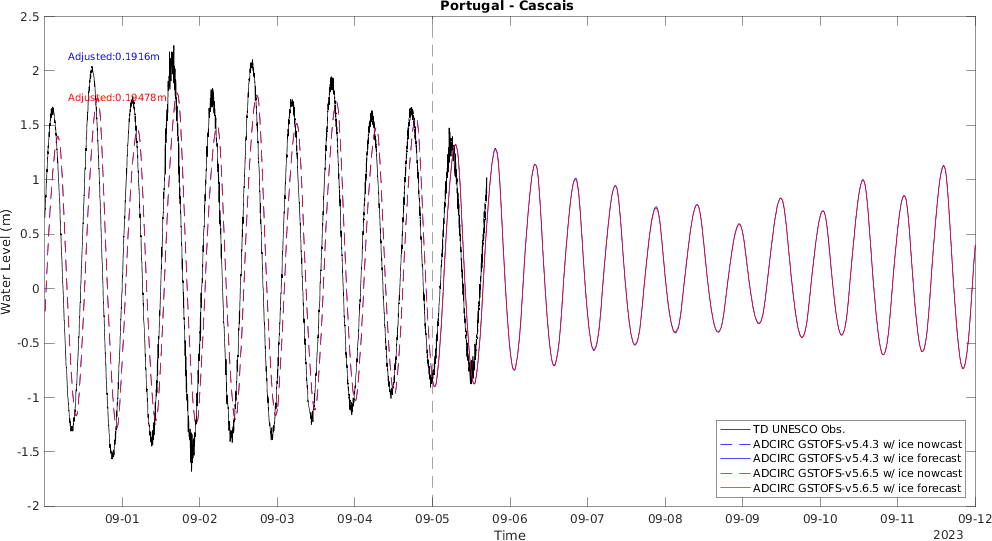 Portugal - Cascais
2.5
2
1.5
1
0.5
0
-0.5
-1
-1.5
-2
Water Level (m)
Adjusted:0.1916m
Adjusted:0.19478m
TD UNESCO Obs.
ADCIRC GSTOFS-v5.4.3 w/ ice nowcast
ADCIRC GSTOFS-v5.4.3 w/ ice forecast
ADCIRC GSTOFS-v5.6.5 w/ ice nowcast
ADCIRC GSTOFS-v5.6.5 w/ ice forecast
09-01 09-02 09-03 09-04 09-05 09-06 09-07 09-08 09-09 09-10 09-11 09-12
Time
2023